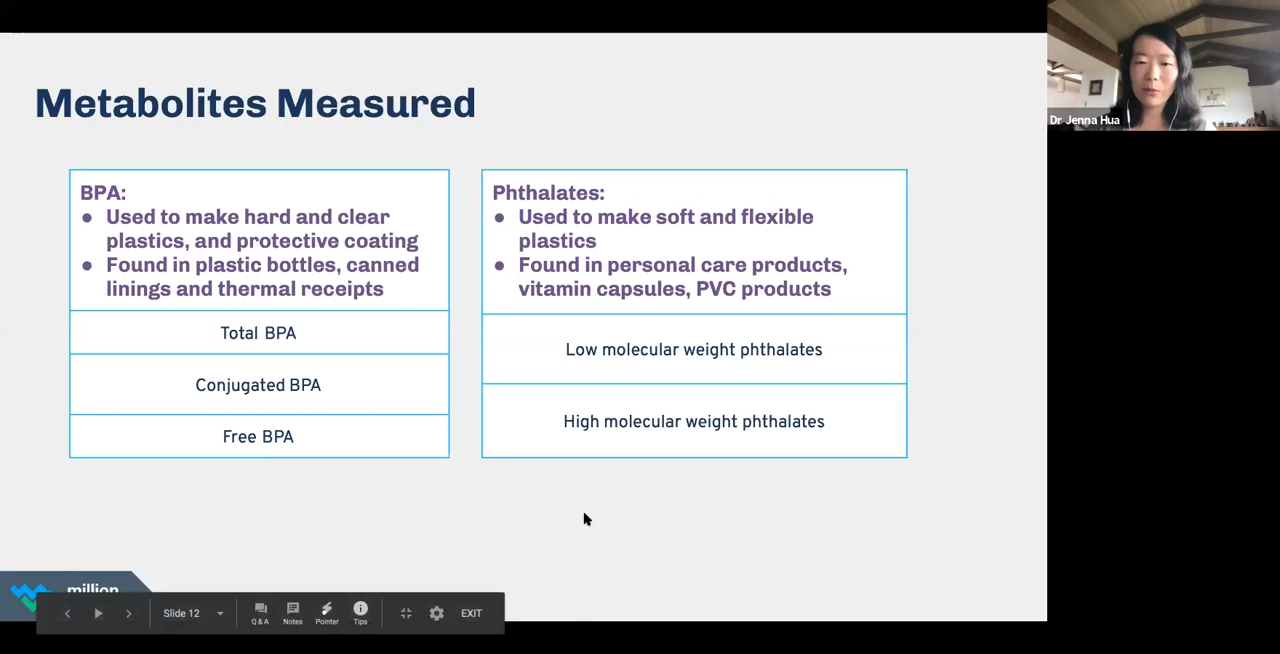 Metabolites Measured
BPA:
● Used to make hard and clear
plastics, and protective coating
● Found in plastic bottles, canned
linings and thermal receipts
Total BPA
Conjugated BPA
Free BPA
Phthalates:
● Used to make soft and flexible
plastics
● Found in personal care products,
vitamin capsules, PVC products
Low molecular weight phthalates
High molecular weight phthalates
Dr Jenna Hua
million
Slide 12
Q & A
Notes
Pointer
Tips
EXIT